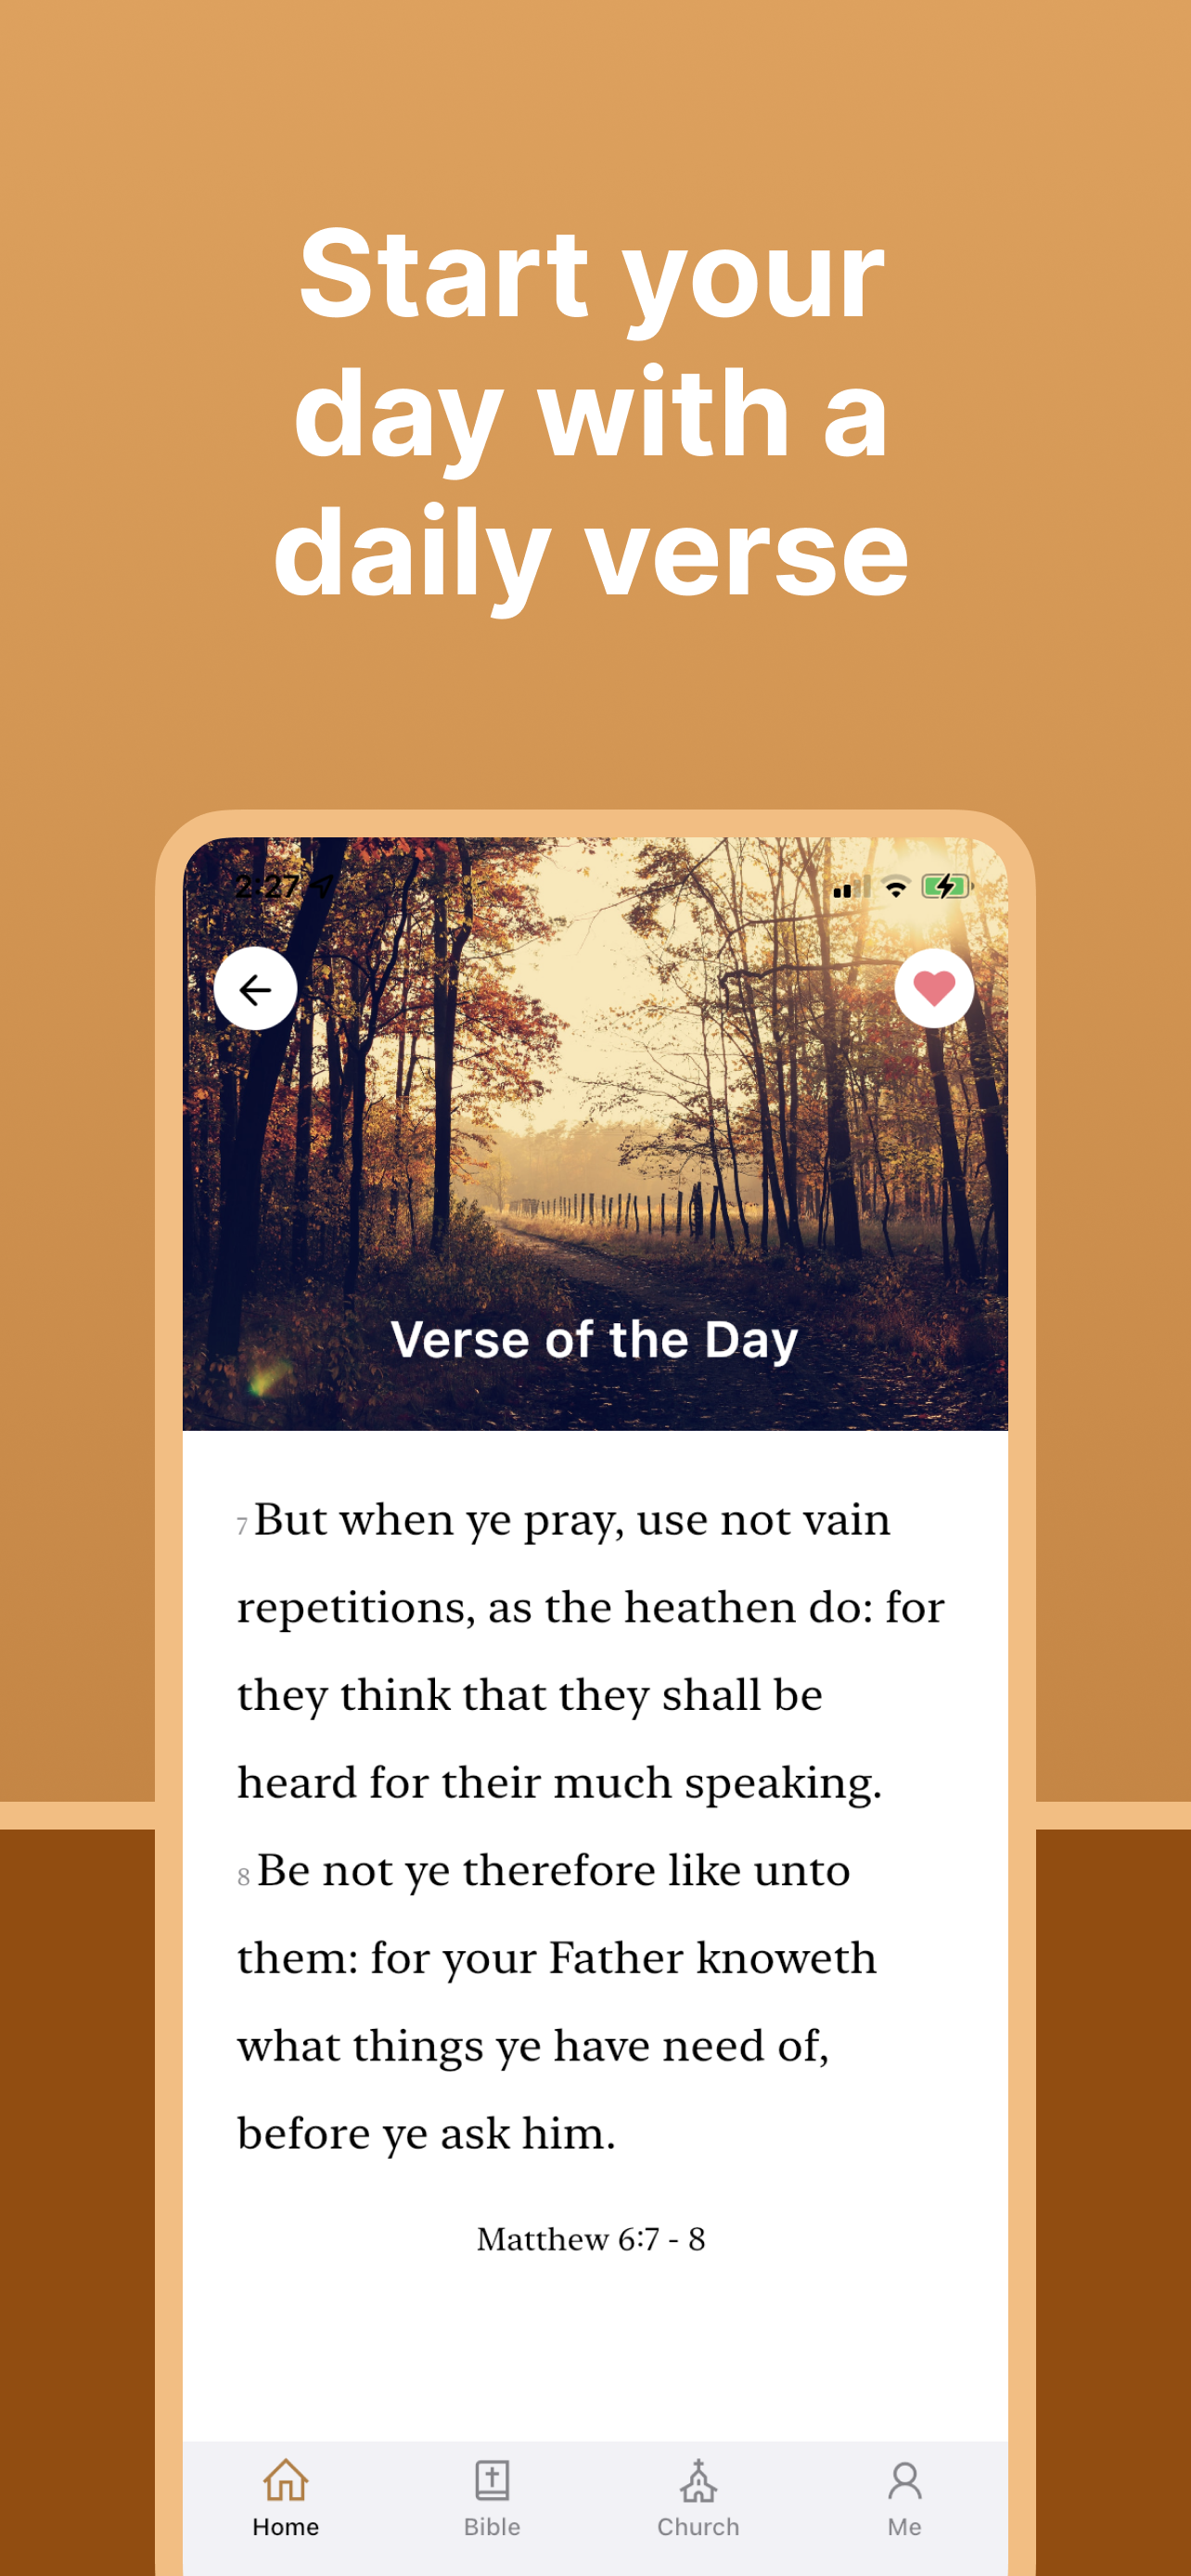 Start your
day with a
daily verse
2:27
Verse of the Day
7 But when ye pray, use not vain
repetitions, as the heathen do: for
they think that they shall be
heard for their much speaking.
8 Be not ye therefore like unto
them: for your Father knoweth
what things ye have need of,
before ye ask him.
Matthew 6:7 - 8
Home Bible Church Me